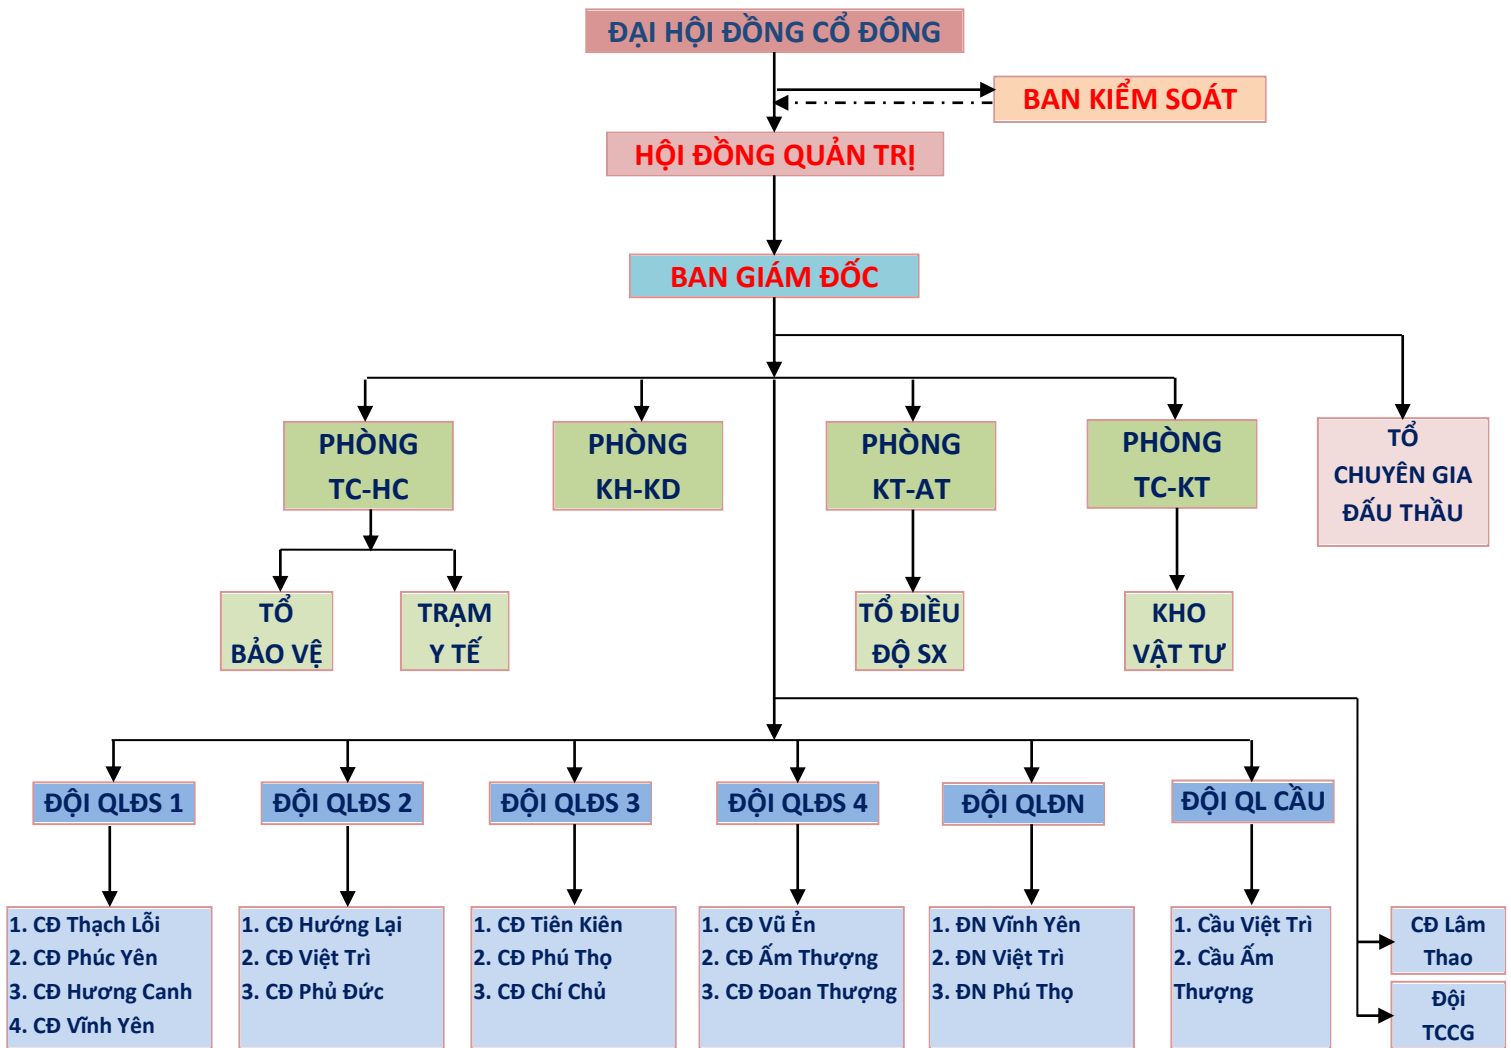 ĐẠI HỘI ĐỒNG CỔ ĐÔNG
BAN KIỂM SOÁT
HỘI ĐỒNG QUẢN TRỊ
BAN GIÁM ĐỐC
PHÒNG
TC-HC
PHÒNG
KH-KD
PHÒNG
KT-AT
PHÒNG
TC-KT
TỔ
CHUYÊN GIA
ĐẤU THẦU
TỔ
BẢO VỆ
TRẠM
Y TẾ
TỔ ĐIỀU
ĐỘ SX
KHO
VẬT TƯ
ĐỘI QLĐS 1
ĐỘI QLĐS 2
ĐỘI QLĐS 3
ĐỘI QLĐS 4
ĐỘI QLĐN
ĐỘI QL CẦU
1. CĐ Thạch Lỗi
2. CĐ Phúc Yên
3. CĐ Hương Canh
4. CĐ Vĩnh Yên
1. CĐ Hướng Lại
2. CĐ Việt Trì
3. CĐ Phủ Đức
1. CĐ Tiên Kiên
2. CĐ Phú Thọ
3. CĐ Chí Chủ
1. CĐ Vũ Ẻn
2. CĐ Ấm Thượng
3. CĐ Đoan Thượng
1. ĐN Vĩnh Yên
2. ĐN Việt Trì
3. ĐN Phú Thọ
1. Cầu Việt Trì
2. Cầu Ấm
Thượng
CĐ Lâm
Thao
Đội
TCCG